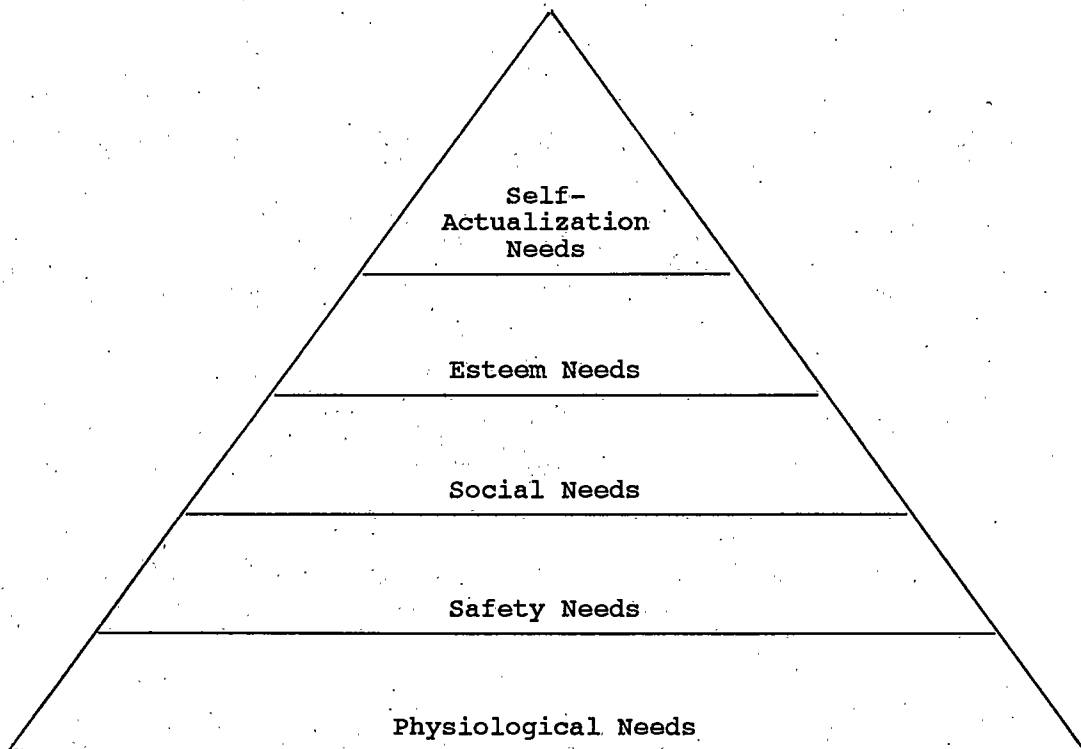 Self-
Actualization
Needs
Esteem Needs
Social Needs
Safety Needs
Physiological Needs